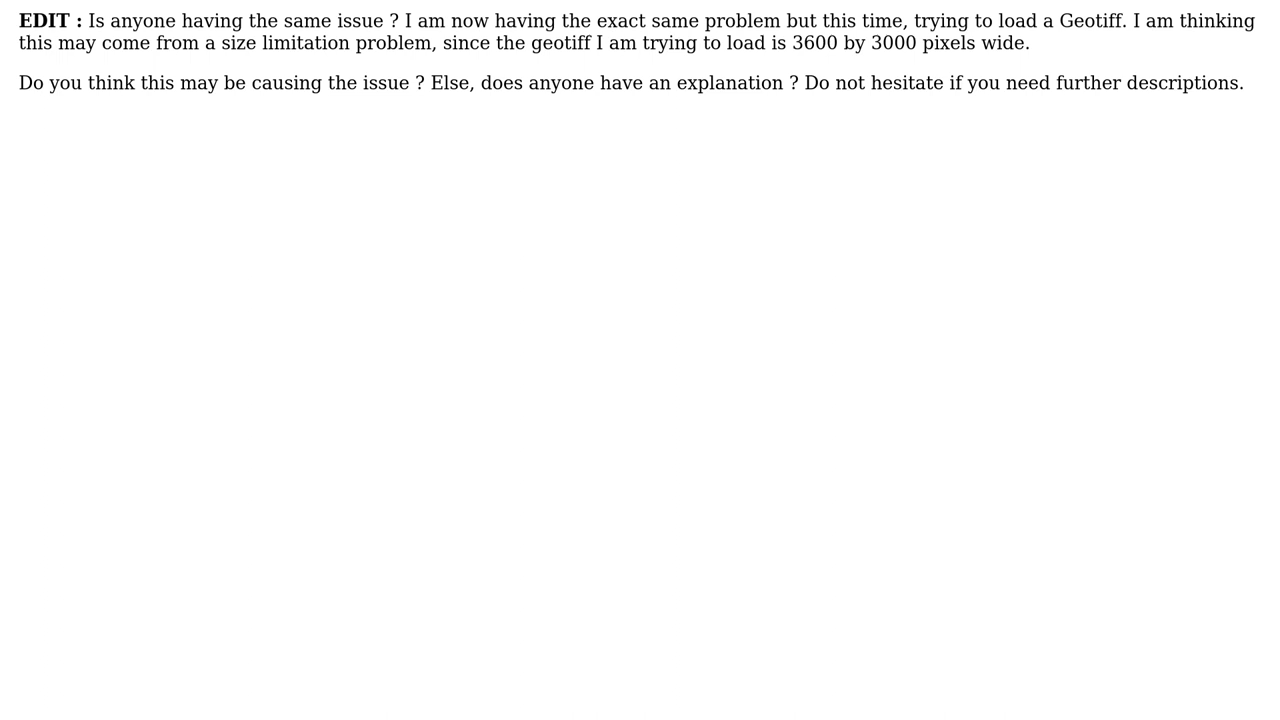 EDIT : Is anyone having the same issue ? I am now having the exact same problem but this time, trying to load a Geotiff. I am thinking
this may come from a size limitation problem, since the geotiff I am trying to load is 3600 by 3000 pixels wide.
Do you think this may be causing the issue ? Else, does anyone have an explanation ? Do not hesitate if you need further descriptions.